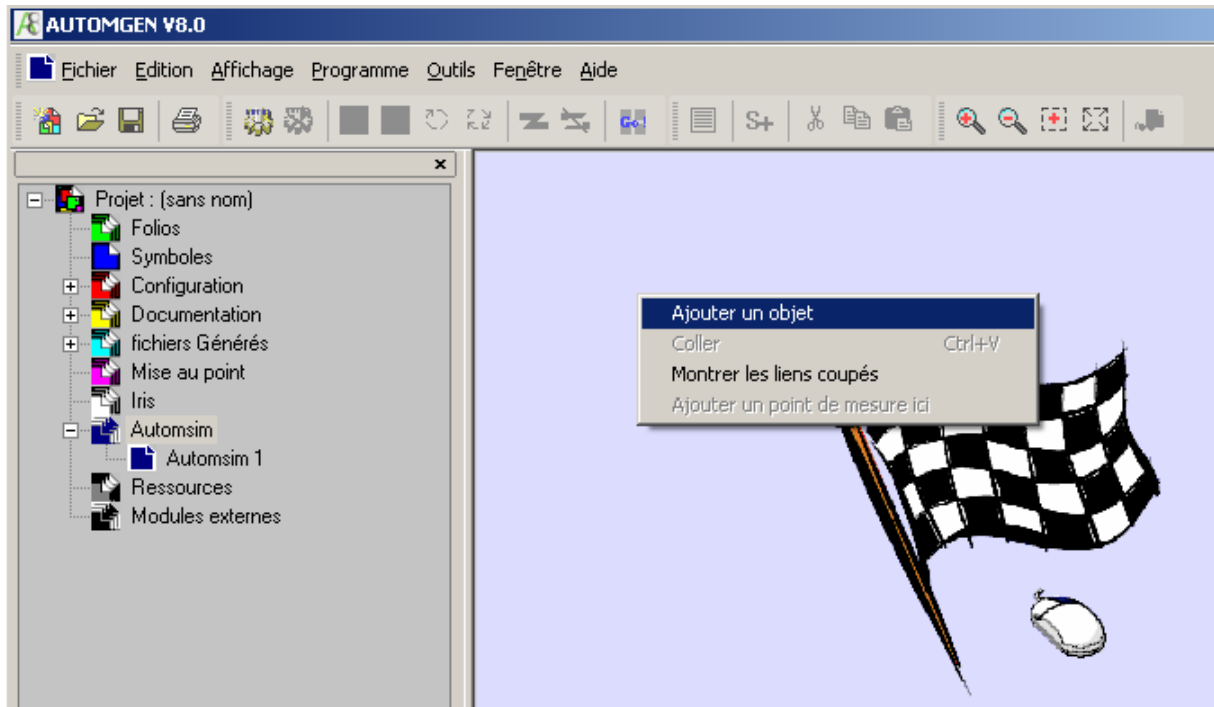 AUTOMGEN V8.0
Fichier Edition Affichage Programme Outils Fenêtre Aide
Go! S+
Projet : (sans nom)
Folios
Symboles
Configuration
Documentation
fichiers Générés
Mise au point
Iris
Automsim
Automsim 1
Ressources
Modules externes
Ajouter un objet
Coller Ctrl+V
Montrer les liens coupés
Ajouter un point de mesure ici